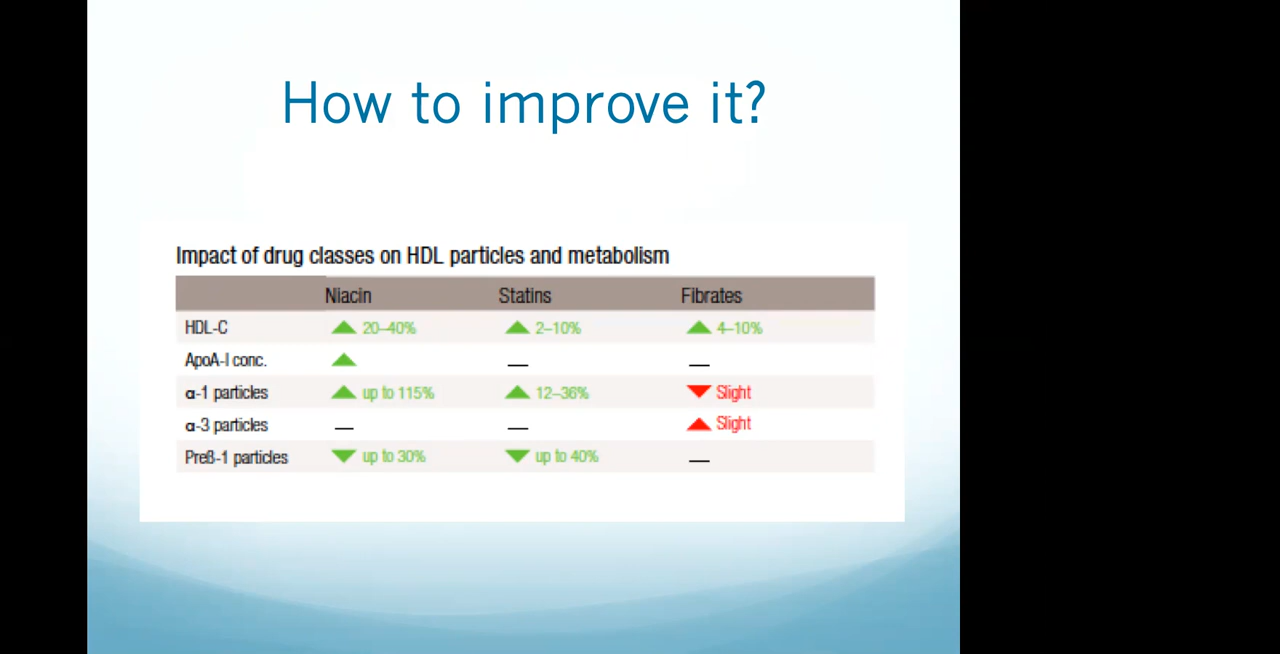 How to improve it?
Impact of drug classes on HDL particles and metabolism
Niacin Statins Fibrates
HDL-C ▲ 20–40% ▲ 2–10% ▲ 4–10%
ApoA-I conc. ▲ — —
α-1 particles ▲ up to 115% ▲ 12–36% ▼ Slight
α-3 particles — — ▲ Slight
Preß-1 particles ▼ up to 30% ▼ up to 40% —